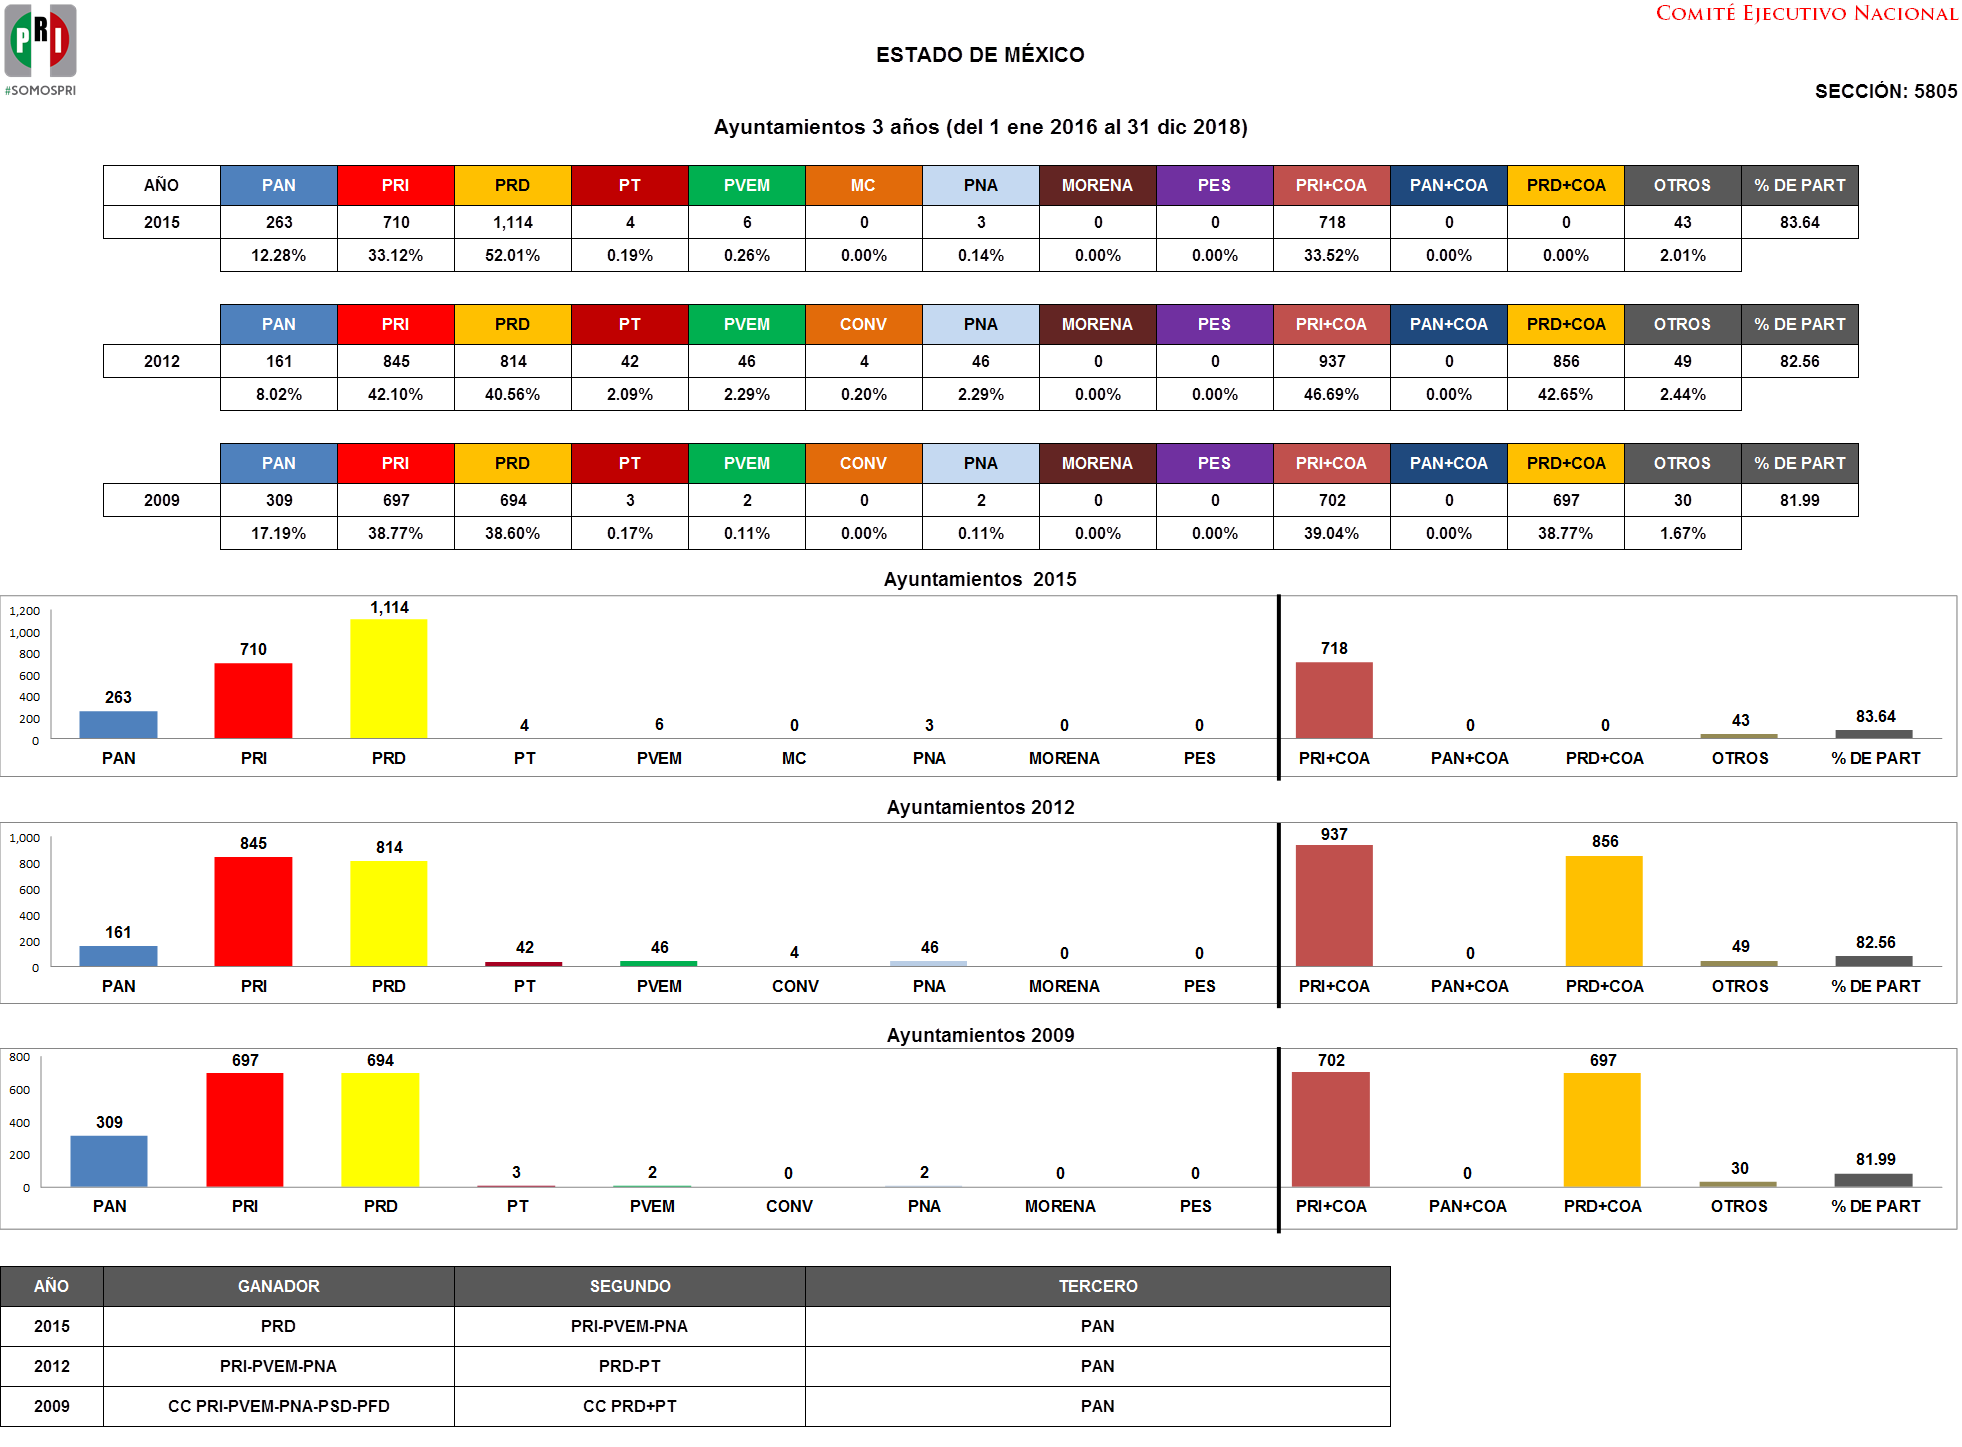 PRI
#SOMOSPRI
COMITÉ EJECUTIVO NACIONAL
ESTADO DE MÉXICO
SECCIÓN: 5805
Ayuntamientos 3 años (del 1 ene 2016 al 31 dic 2018)
AÑO PAN PRI PRD PT PVEM MC PNA MORENA PES PRI+COA PAN+COA PRD+COA OTROS % DE PART
2015 263 710 1,114 4 6 0 3 0 0 718 0 0 43 83.64
12.28% 33.12% 52.01% 0.19% 0.26% 0.00% 0.14% 0.00% 0.00% 33.52% 0.00% 0.00% 2.01%
PAN PRI PRD PT PVEM CONV PNA MORENA PES PRI+COA PAN+COA PRD+COA OTROS % DE PART
2012 161 845 814 42 46 4 46 0 0 937 0 856 49 82.56
8.02% 42.10% 40.56% 2.09% 2.29% 0.20% 2.29% 0.00% 0.00% 46.69% 0.00% 42.65% 2.44%
PAN PRI PRD PT PVEM CONV PNA MORENA PES PRI+COA PAN+COA PRD+COA OTROS % DE PART
2009 309 697 694 3 2 0 2 0 0 702 0 697 30 81.99
17.19% 38.77% 38.60% 0.17% 0.11% 0.00% 0.11% 0.00% 0.00% 39.04% 0.00% 38.77% 1.67%
Ayuntamientos 2015
1,200
1,000
800
600
400
200
0
263 710 1,114 4 6 0 3 0 0 718 0 0 43 83.64
PAN PRI PRD PT PVEM MC PNA MORENA PES PRI+COA PAN+COA PRD+COA OTROS % DE PART
Ayuntamientos 2012
1,000
800
600
400
200
0
161 845 814 42 46 4 46 0 0 937 0 856 49 82.56
PAN PRI PRD PT PVEM CONV PNA MORENA PES PRI+COA PAN+COA PRD+COA OTROS % DE PART
Ayuntamientos 2009
800
600
400
200
0
309 697 694 3 2 0 2 0 0 702 0 697 30 81.99
PAN PRI PRD PT PVEM CONV PNA MORENA PES PRI+COA PAN+COA PRD+COA OTROS % DE PART
AÑO GANADOR SEGUNDO TERCERO
2015 PRD PRI-PVEM-PNA PAN
2012 PRI-PVEM-PNA PRD-PT PAN
2009 CC PRI-PVEM-PNA-PSD-PFD CC PRD+PT PAN